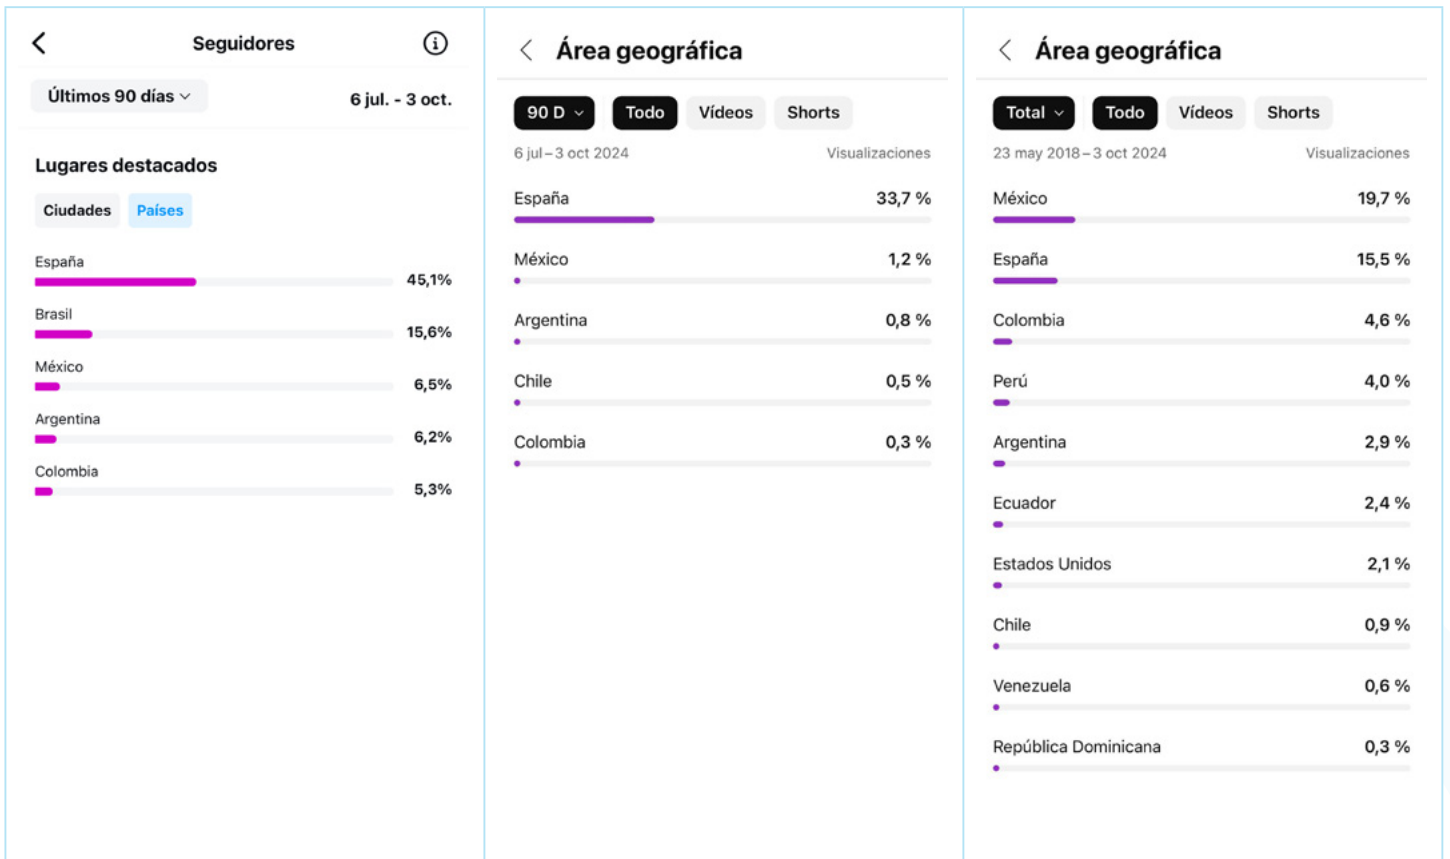 Seguidores
Últimos 90 días
6 jul. - 3 oct.
Lugares destacados
Ciudades Países
España
45,1%
Brasil
15,6%
México
6,5%
Argentina
6,2%
Colombia
5,3%
Área geográfica
90 D Todo Vídeos Shorts
6 jul – 3 oct 2024 Visualizaciones
España 33,7 %
México 1,2 %
Argentina 0,8 %
Chile 0,5 %
Colombia 0,3 %
Área geográfica
Total Todo Vídeos Shorts
23 may 2018 – 3 oct 2024 Visualizaciones
México 19,7 %
España 15,5 %
Colombia 4,6 %
Perú 4,0 %
Argentina 2,9 %
Ecuador 2,4 %
Estados Unidos 2,1 %
Chile 0,9 %
Venezuela 0,6 %
República Dominicana 0,3 %